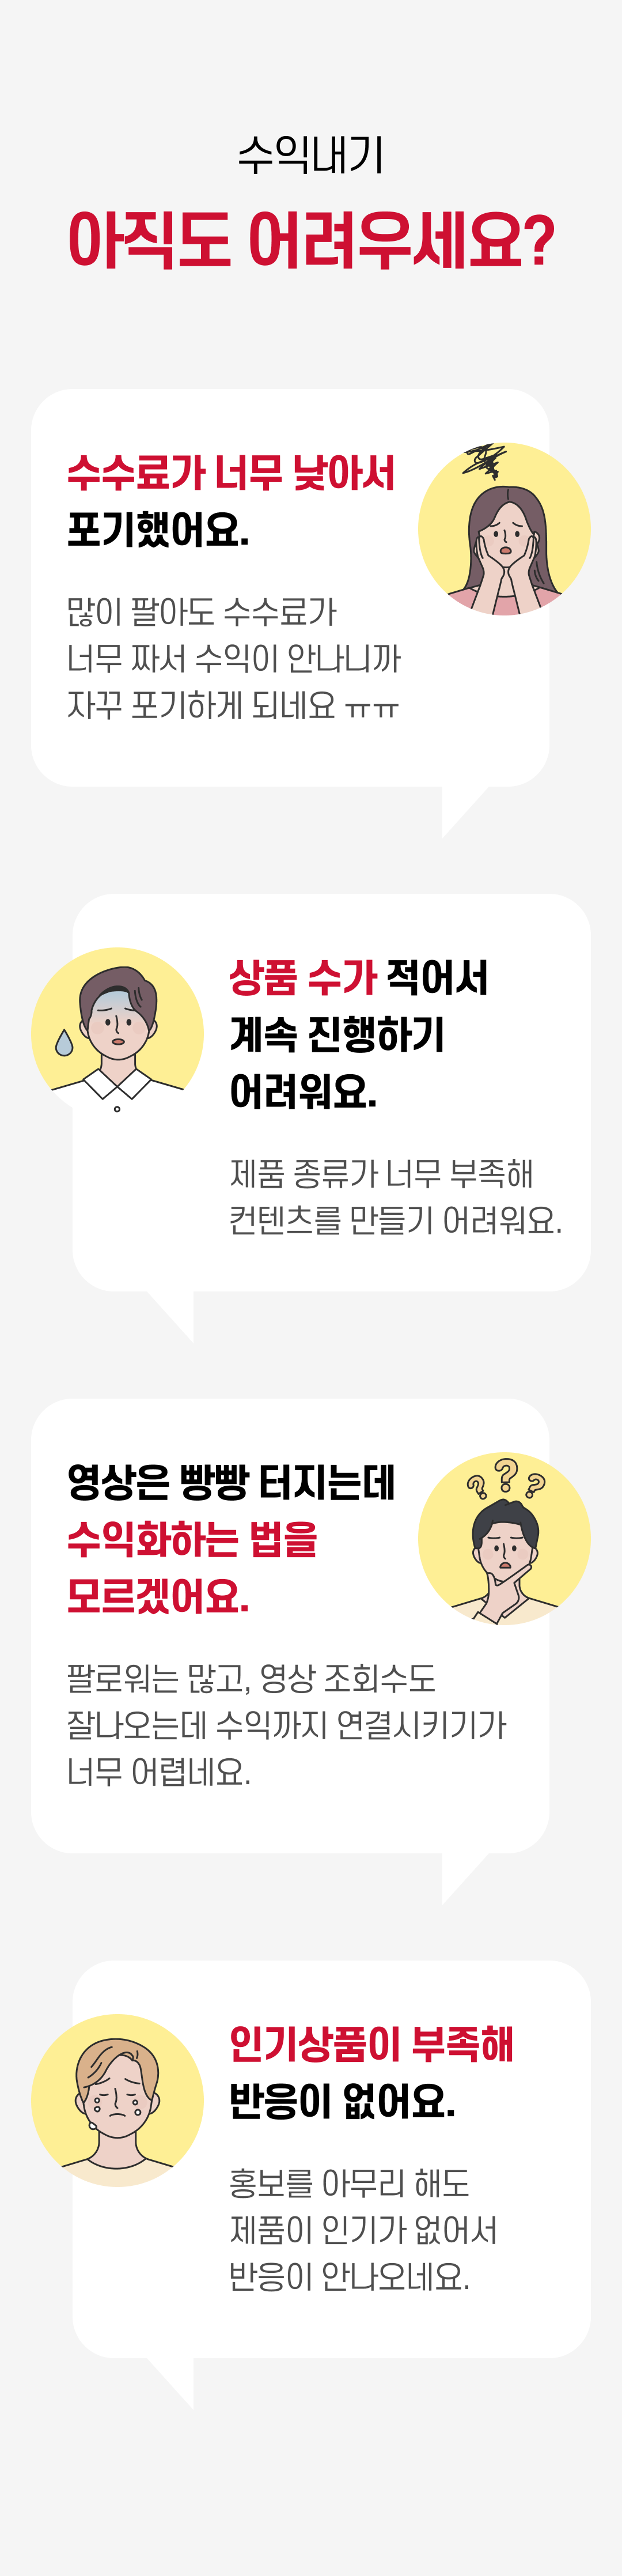 수익내기
아직도 어려우세요?
수수료가 너무 낮아서
포기했어요.
많이 팔아도 수수료가
너무 짜서 수익이 안나니까
자꾸 포기하게 되네요 ㅠㅠ
상품 수가 적어서
계속 진행하기
어려워요.
제품 종류가 너무 부족해
컨텐츠를 만들기 어려워요.
영상은 빵빵 터지는데
수익화하는 법을
모르겠어요.
팔로워는 많고, 영상 조회수도
잘나오는데 수익까지 연결시키기가
너무 어렵네요.
인기상품이 부족해
반응이 없어요.
홍보를 아무리 해도
제품이 인기가 없어서
반응이 안나오네요.